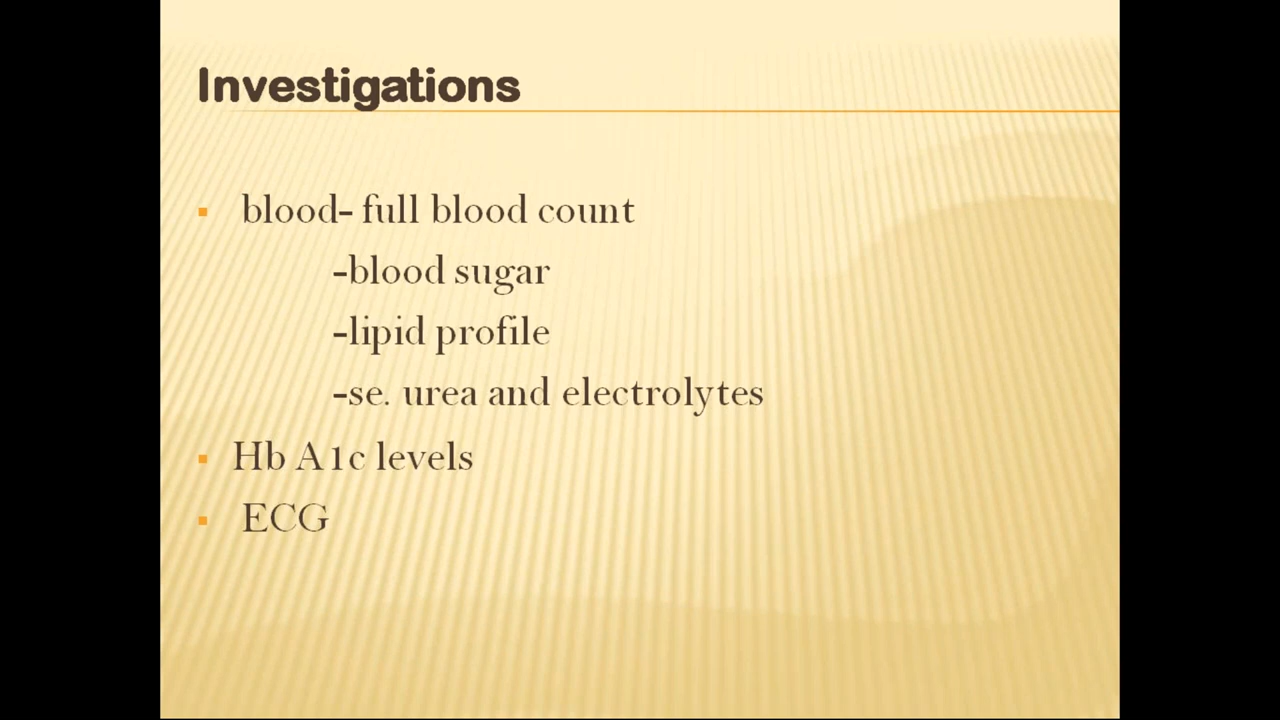 Investigations
blood- full blood count
-blood sugar
-lipid profile
-se. urea and electrolytes
Hb A1c levels
ECG